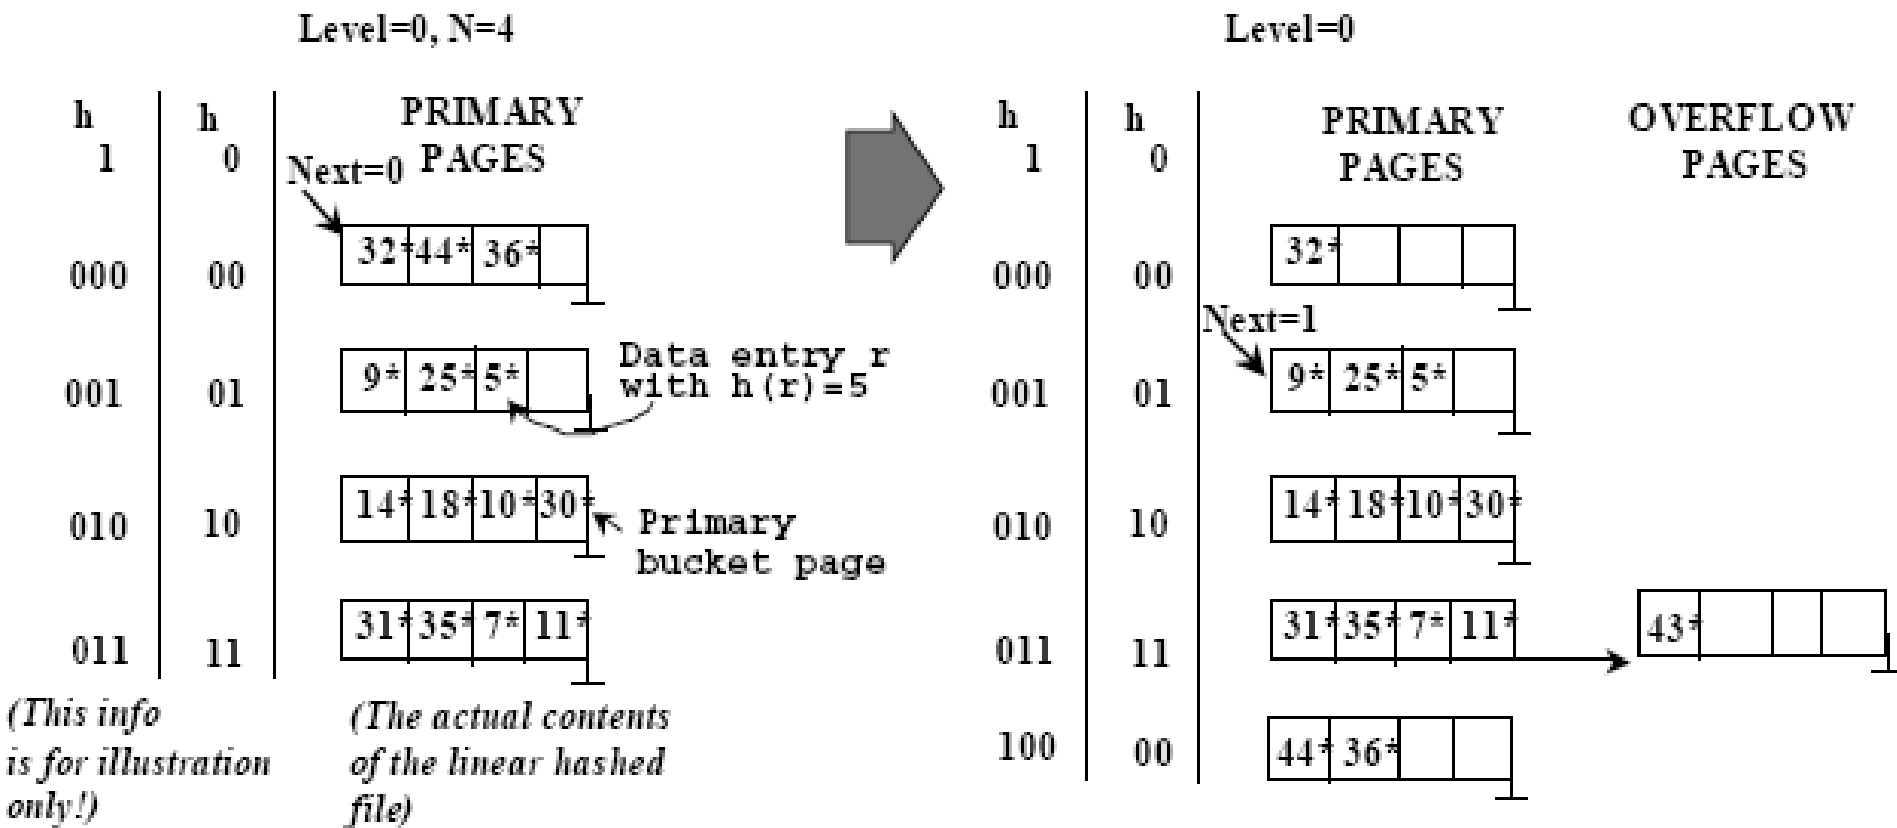 Level=0, N=4
h
1
h
0
PRIMARY
PAGES
Next=0
000
00
32* 44* 36*
001
01
9* 25* 5*
Data entry r
with h(r)=5
010
10
14* 18* 10* 30*
Primary
bucket page
011
11
31* 35* 7* 11*
(This info
is for illustration
only!)
(The actual contents
of the linear hashed
file)
Level=0
h
1
h
0
PRIMARY
PAGES
OVERFLOW
PAGES
000
00
32*
Next=1
001
01
9* 25* 5*
010
10
14* 18* 10* 30*
011
11
31* 35* 7* 11*
43*
100
00
44* 36*